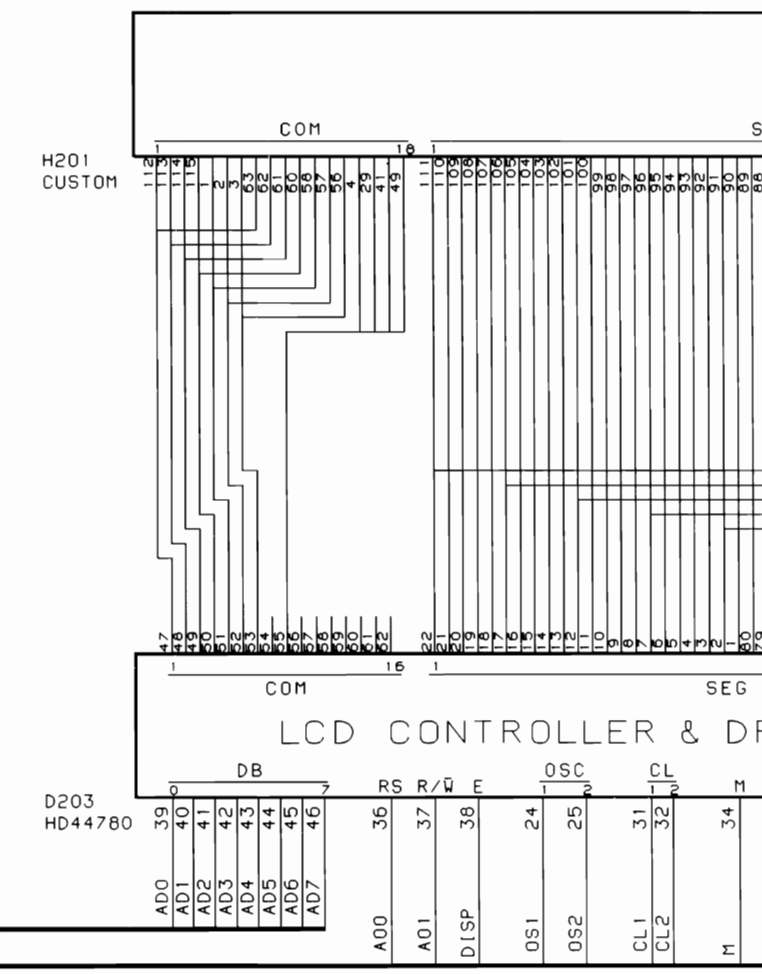 COM
S
1 18 1
H201
CUSTOM
112 113 114 115 1 2 3 63 62 61 60 58 57 56 4 29 41 49 111 110 109 108 107 106 105 104 103 102 101 100 99 98 97 96 95 94 93 92 91 90 89 88
47 48 49 50 51 52 53 54 55 56 57 58 59 60 61 62 22 21 20 19 18 17 16 15 14 13 12 11 10 9 8 7 6 5 4 3 2 1 80 79
1 16 1
COM SEG
LCD CONTROLLER & DR
DB RS R/W̅ E OSC CL M
0 7 1 2 1 2
D203
HD44780
39 40 41 42 43 44 45 46 36 37 38 24 25 31 32 34
AD0 AD1 AD2 AD3 AD4 AD5 AD6 AD7 A00 A01 DISP OS1 OS2 CL1 CL2 M